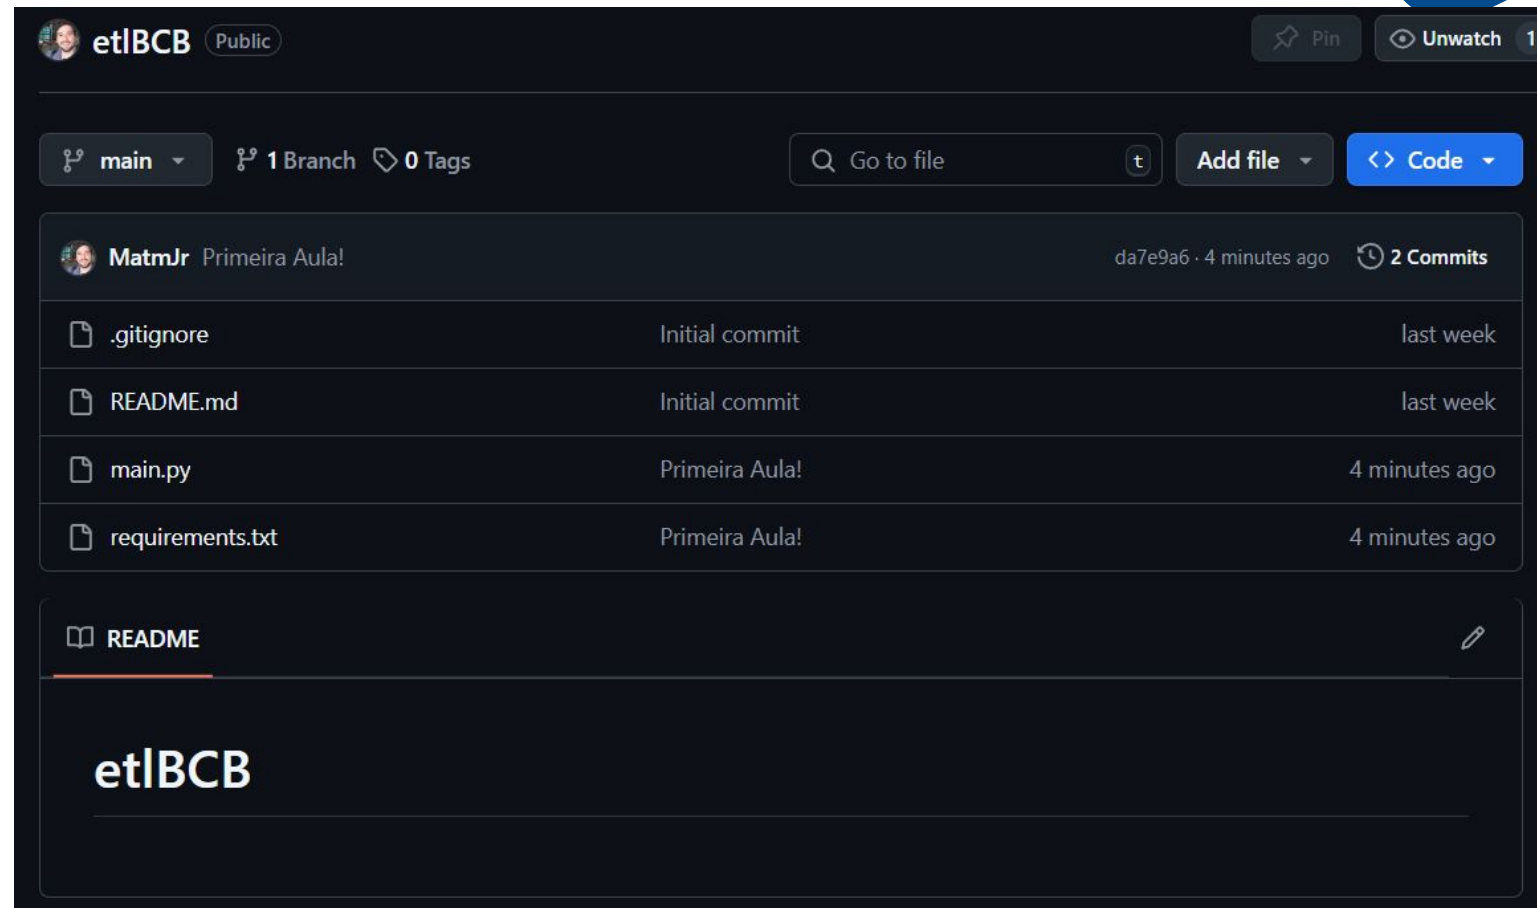 etlBCB Public Pin Unwatch 1
main 1 Branch 0 Tags Go to file t Add file <> Code
MatmJr Primeira Aula! da7e9a6 · 4 minutes ago 2 Commits
.gitignore Initial commit last week
README.md Initial commit last week
main.py Primeira Aula! 4 minutes ago
requirements.txt Primeira Aula! 4 minutes ago
README
etlBCB